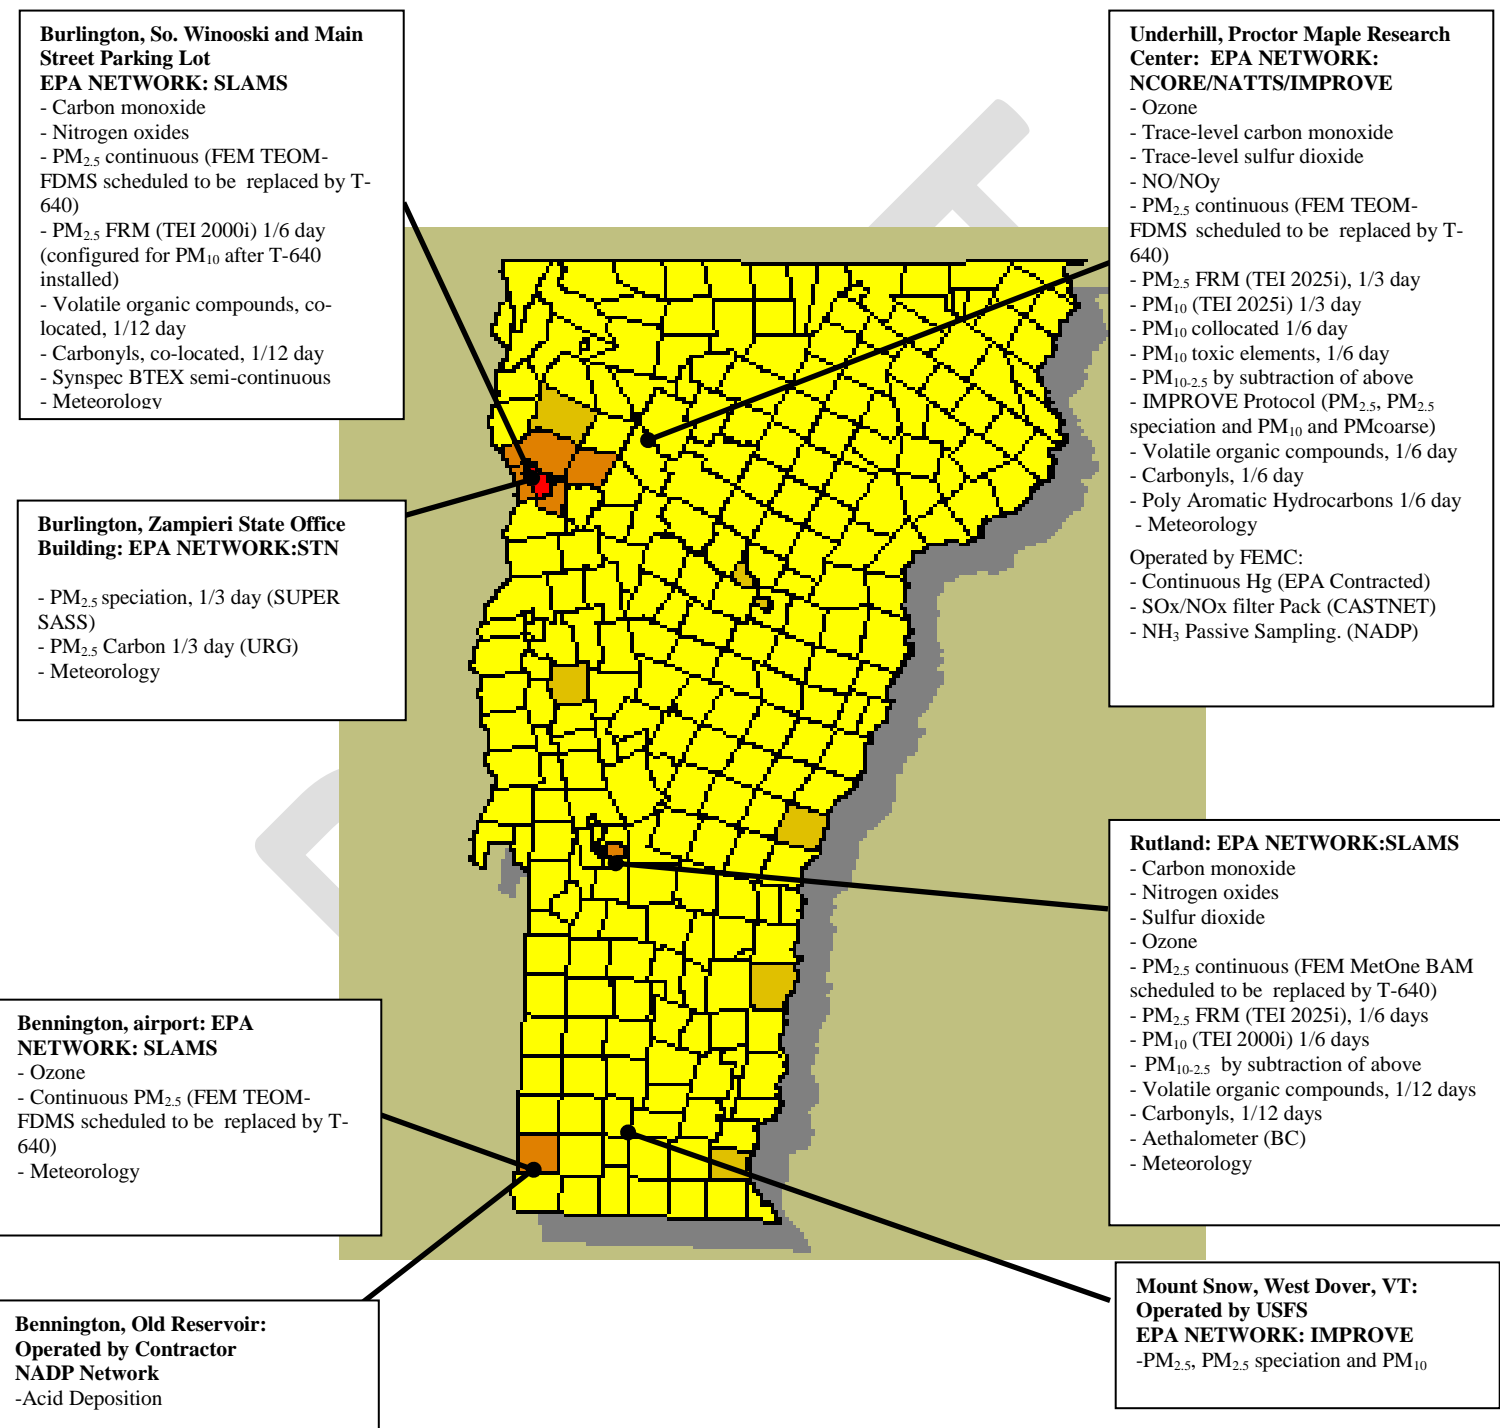 Burlington, So. Winooski and Main
Street Parking Lot
EPA NETWORK: SLAMS
- Carbon monoxide
- Nitrogen oxides
- PM2.5 continuous (FEM TEOM-
FDMS scheduled to be  replaced by T-
640)
- PM2.5 FRM (TEI 2000i) 1/6 day
(configured for PM10 after T-640
installed)
- Volatile organic compounds, co-
located, 1/12 day
- Carbonyls, co-located, 1/12 day
- Synspec BTEX semi-continuous
- Meteorology
Burlington, Zampieri State Office
Building: EPA NETWORK:STN
- PM2.5 speciation, 1/3 day (SUPER
SASS)
- PM2.5 Carbon 1/3 day (URG)
- Meteorology
Bennington, airport: EPA
NETWORK: SLAMS
- Ozone
- Continuous PM2.5 (FEM TEOM-
FDMS scheduled to be  replaced by T-
640)
- Meteorology
Bennington, Old Reservoir:
Operated by Contractor
NADP Network
-Acid Deposition
Underhill, Proctor Maple Research
Center:  EPA NETWORK:
NCORE/NATTS/IMPROVE
- Ozone
- Trace-level carbon monoxide
- Trace-level sulfur dioxide
- NO/NOy
- PM2.5 continuous (FEM TEOM-
FDMS scheduled to be  replaced by T-
640)
- PM2.5 FRM (TEI 2025i), 1/3 day
- PM10 (TEI 2025i) 1/3 day
- PM10 collocated 1/6 day
- PM10 toxic elements, 1/6 day
- PM10-2.5 by subtraction of above
- IMPROVE Protocol (PM2.5, PM2.5
speciation and PM10 and PMcoarse)
- Volatile organic compounds, 1/6 day
- Carbonyls, 1/6 day
- Poly Aromatic Hydrocarbons 1/6 day
- Meteorology
Operated by FEMC:
- Continuous Hg (EPA Contracted)
- SOx/NOx filter Pack (CASTNET)
- NH3 Passive Sampling. (NADP)
Rutland: EPA NETWORK:SLAMS
- Carbon monoxide
- Nitrogen oxides
- Sulfur dioxide
- Ozone
- PM2.5 continuous (FEM MetOne BAM
scheduled to be  replaced by T-640)
- PM2.5 FRM (TEI 2025i), 1/6 days
- PM10 (TEI 2000i) 1/6 days
- PM10-2.5  by subtraction of above
- Volatile organic compounds, 1/12 days
- Carbonyls, 1/12 days
- Aethalometer (BC)
- Meteorology
Mount Snow, West Dover, VT:
Operated by USFS
EPA NETWORK: IMPROVE
-PM2.5, PM2.5 speciation and PM10